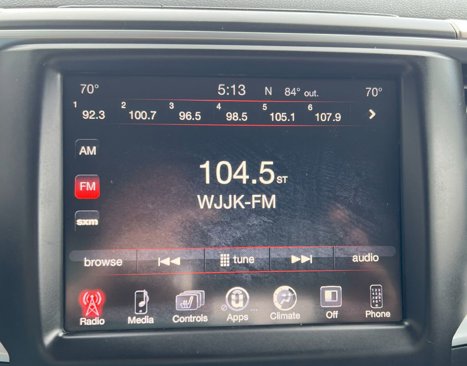 70° 5:13 N 84° out. 70°
1 92.3 2 100.7 3 96.5 4 98.5 5 105.1 6 107.9
AM
104.5 ST
FM
WJJK-FM
sxm
browse tune audio
Radio Media Controls Apps Climate Off Phone